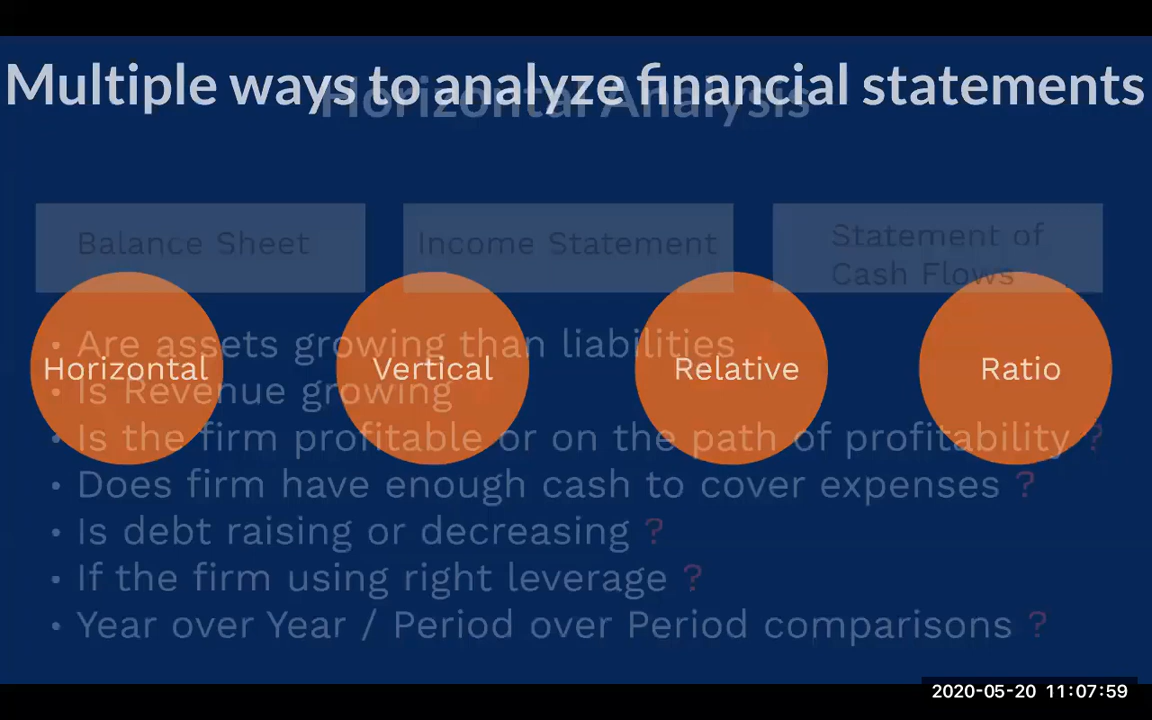 Multiple ways to analyze financial statements
Horizontal Analysis
Balance Sheet
Income Statement
Statement of
Cash Flows
Horizontal
Vertical
Relative
Ratio
• Are assets growing than liabilities
• Is Revenue growing
• Is the firm profitable or on the path of profitability ?
• Does firm have enough cash to cover expenses ?
• Is debt raising or decreasing ?
• If the firm using right leverage ?
• Year over Year / Period over Period comparisons ?
2020-05-20 11:07:59